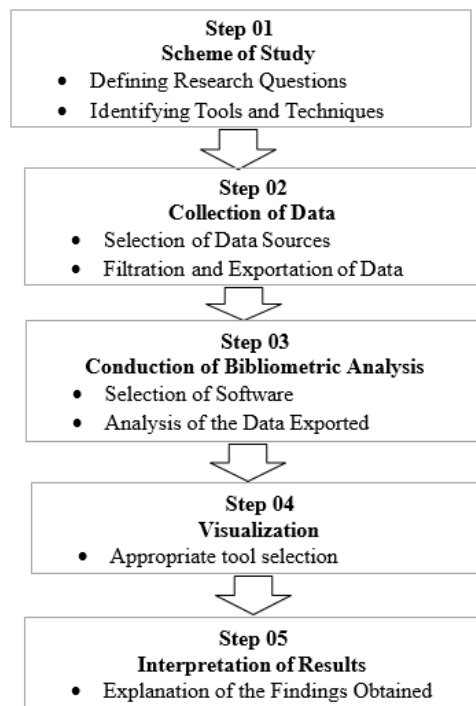 Step 01
Scheme of Study
• Defining Research Questions
• Identifying Tools and Techniques
Step 02
Collection of Data
• Selection of Data Sources
• Filtration and Exportation of Data
Step 03
Conduction of Bibliometric Analysis
• Selection of Software
• Analysis of the Data Exported
Step 04
Visualization
• Appropriate tool selection
Step 05
Interpretation of Results
• Explanation of the Findings Obtained